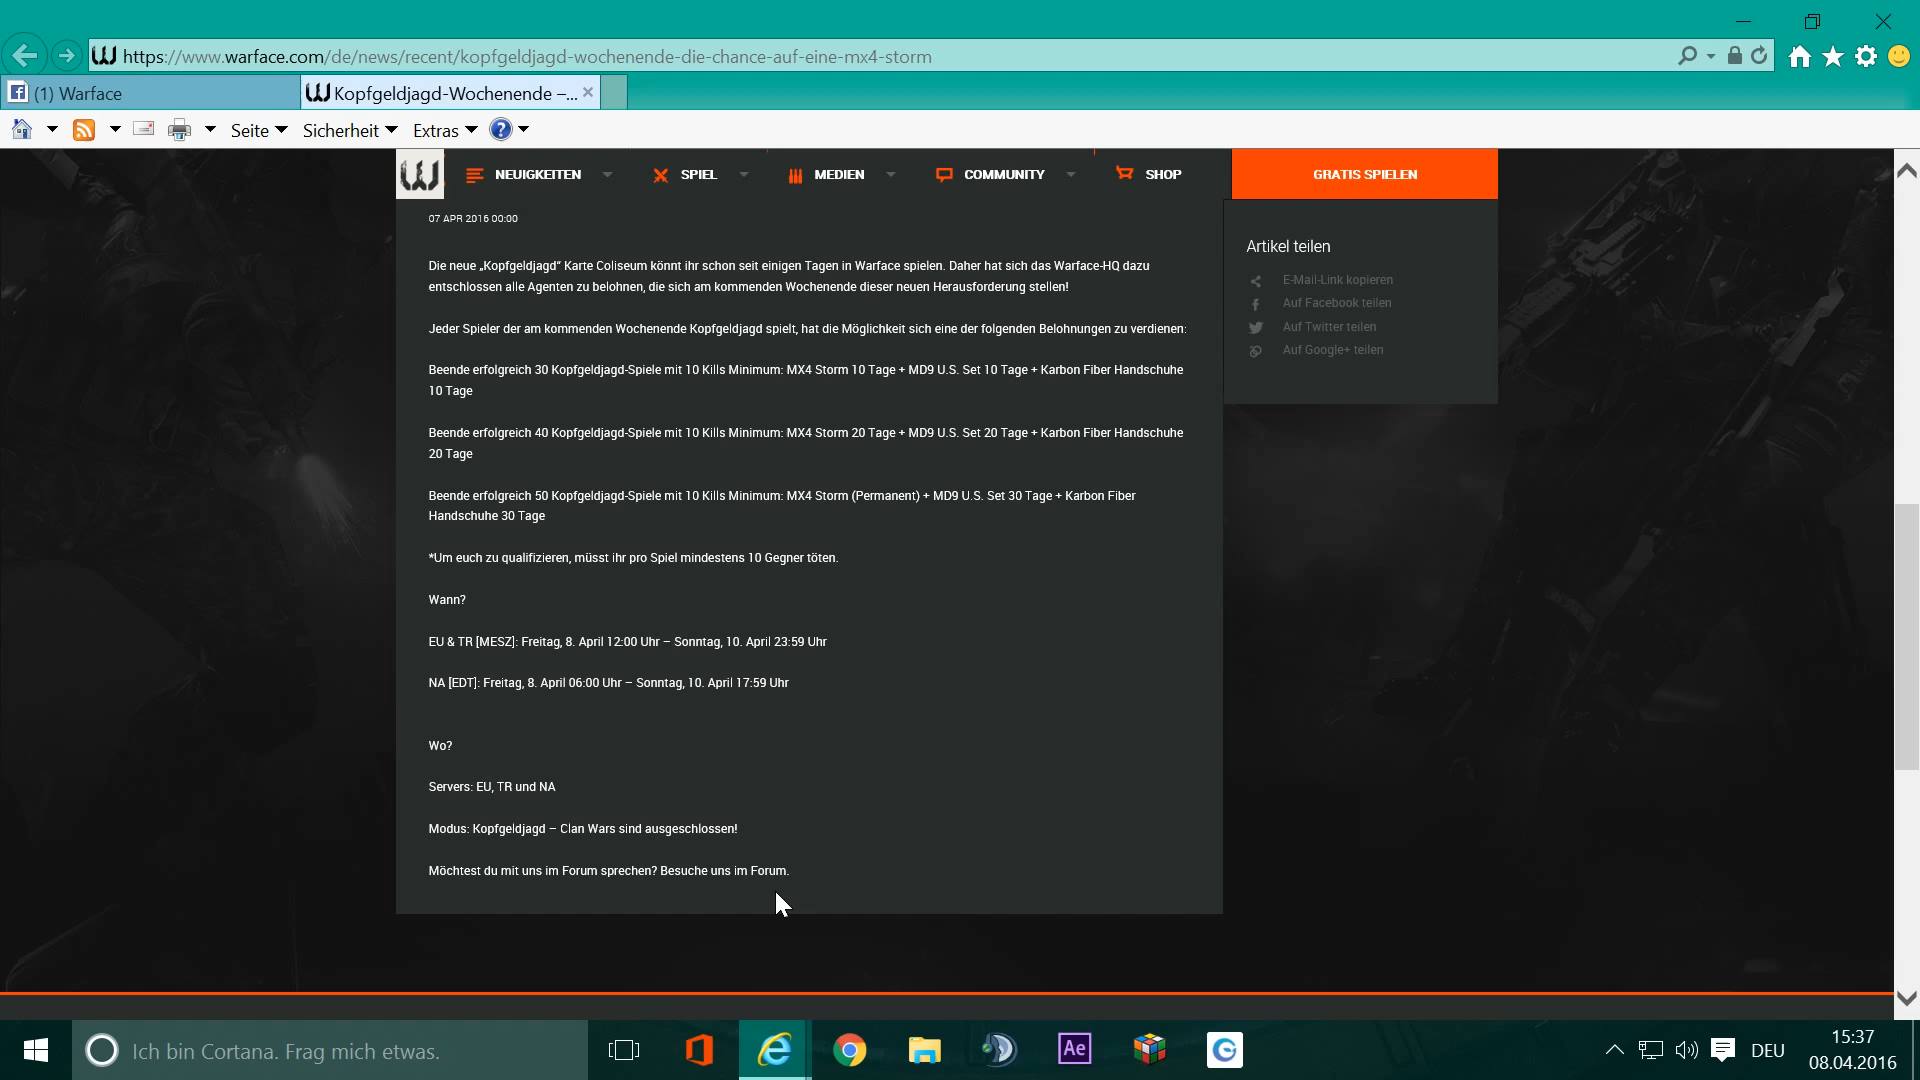 https://www.warface.com/de/news/recent/kopfgeldjagd-wochenende-die-chance-auf-eine-mx4-storm
(1) Warface
Kopfgeldjagd-Wochenende –...
Seite
Sicherheit
Extras
NEUIGKEITEN
SPIEL
MEDIEN
COMMUNITY
SHOP
GRATIS SPIELEN
07 APR 2016 00:00
Die neue „Kopfgeldjagd“ Karte Coliseum könnt ihr schon seit einigen Tagen in Warface spielen. Daher hat sich das Warface-HQ dazu
entschlossen alle Agenten zu belohnen, die sich am kommenden Wochenende dieser neuen Herausforderung stellen!
Jeder Spieler der am kommenden Wochenende Kopfgeldjagd spielt, hat die Möglichkeit sich eine der folgenden Belohnungen zu verdienen:
Beende erfolgreich 30 Kopfgeldjagd-Spiele mit 10 Kills Minimum: MX4 Storm 10 Tage + MD9 U.S. Set 10 Tage + Karbon Fiber Handschuhe
10 Tage
Beende erfolgreich 40 Kopfgeldjagd-Spiele mit 10 Kills Minimum: MX4 Storm 20 Tage + MD9 U.S. Set 20 Tage + Karbon Fiber Handschuhe
20 Tage
Beende erfolgreich 50 Kopfgeldjagd-Spiele mit 10 Kills Minimum: MX4 Storm (Permanent) + MD9 U.S. Set 30 Tage + Karbon Fiber
Handschuhe 30 Tage
*Um euch zu qualifizieren, müsst ihr pro Spiel mindestens 10 Gegner töten.
Wann?
EU & TR [MESZ]: Freitag, 8. April 12:00 Uhr – Sonntag, 10. April 23:59 Uhr
NA [EDT]: Freitag, 8. April 06:00 Uhr – Sonntag, 10. April 17:59 Uhr
Wo?
Servers: EU, TR und NA
Modus: Kopfgeldjagd – Clan Wars sind ausgeschlossen!
Möchtest du mit uns im Forum sprechen? Besuche uns im Forum.
Artikel teilen
E-Mail-Link kopieren
Auf Facebook teilen
Auf Twitter teilen
Auf Google+ teilen
Ich bin Cortana. Frag mich etwas.
Ae
DEU
15:37
08.04.2016